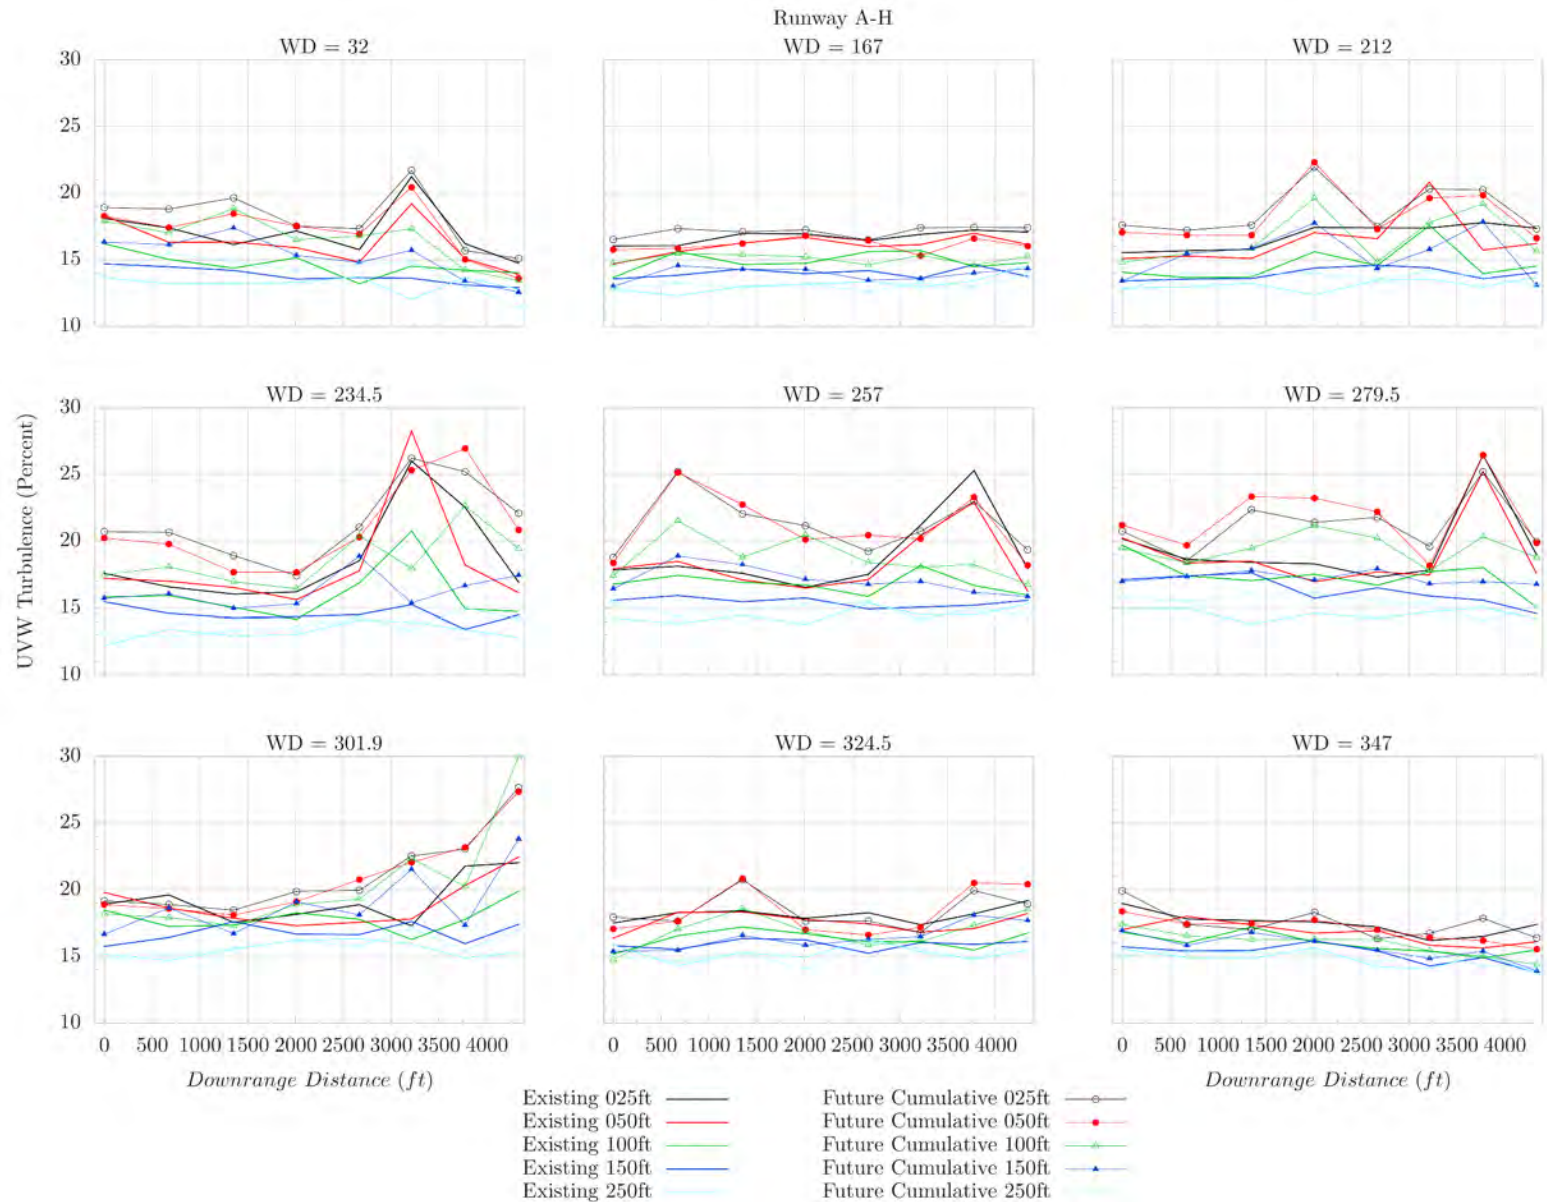 Runway A-H
WD = 32
WD = 167
WD = 212
30
25
20
15
10
WD = 234.5
WD = 257
WD = 279.5
30
25
20
15
10
UVW Turbulence (Percent)
WD = 301.9
WD = 324.5
WD = 347
30
25
20
15
10
0 500 1000 1500 2000 2500 3000 3500 4000
0 500 1000 1500 2000 2500 3000 3500 4000
0 500 1000 1500 2000 2500 3000 3500 4000
Downrange Distance (ft)
Downrange Distance (ft)
Existing 025ft
Existing 050ft
Existing 100ft
Existing 150ft
Existing 250ft
Future Cumulative 025ft
Future Cumulative 050ft
Future Cumulative 100ft
Future Cumulative 150ft
Future Cumulative 250ft